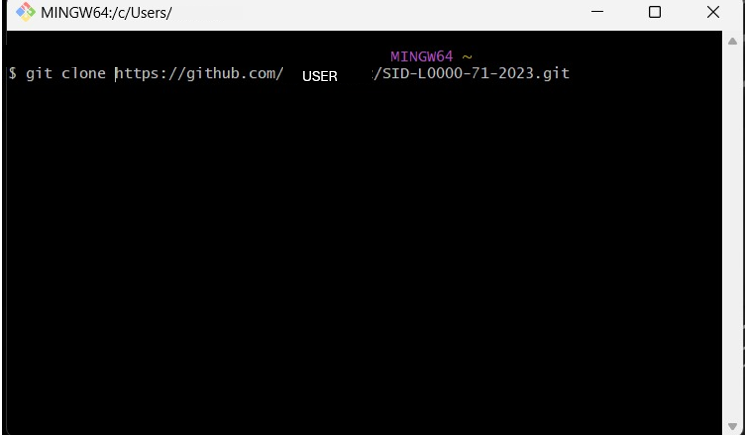 MINGW64:/c/Users/
MINGW64 ~
$ git clone https://github.com/ USER /SID-L0000-71-2023.git